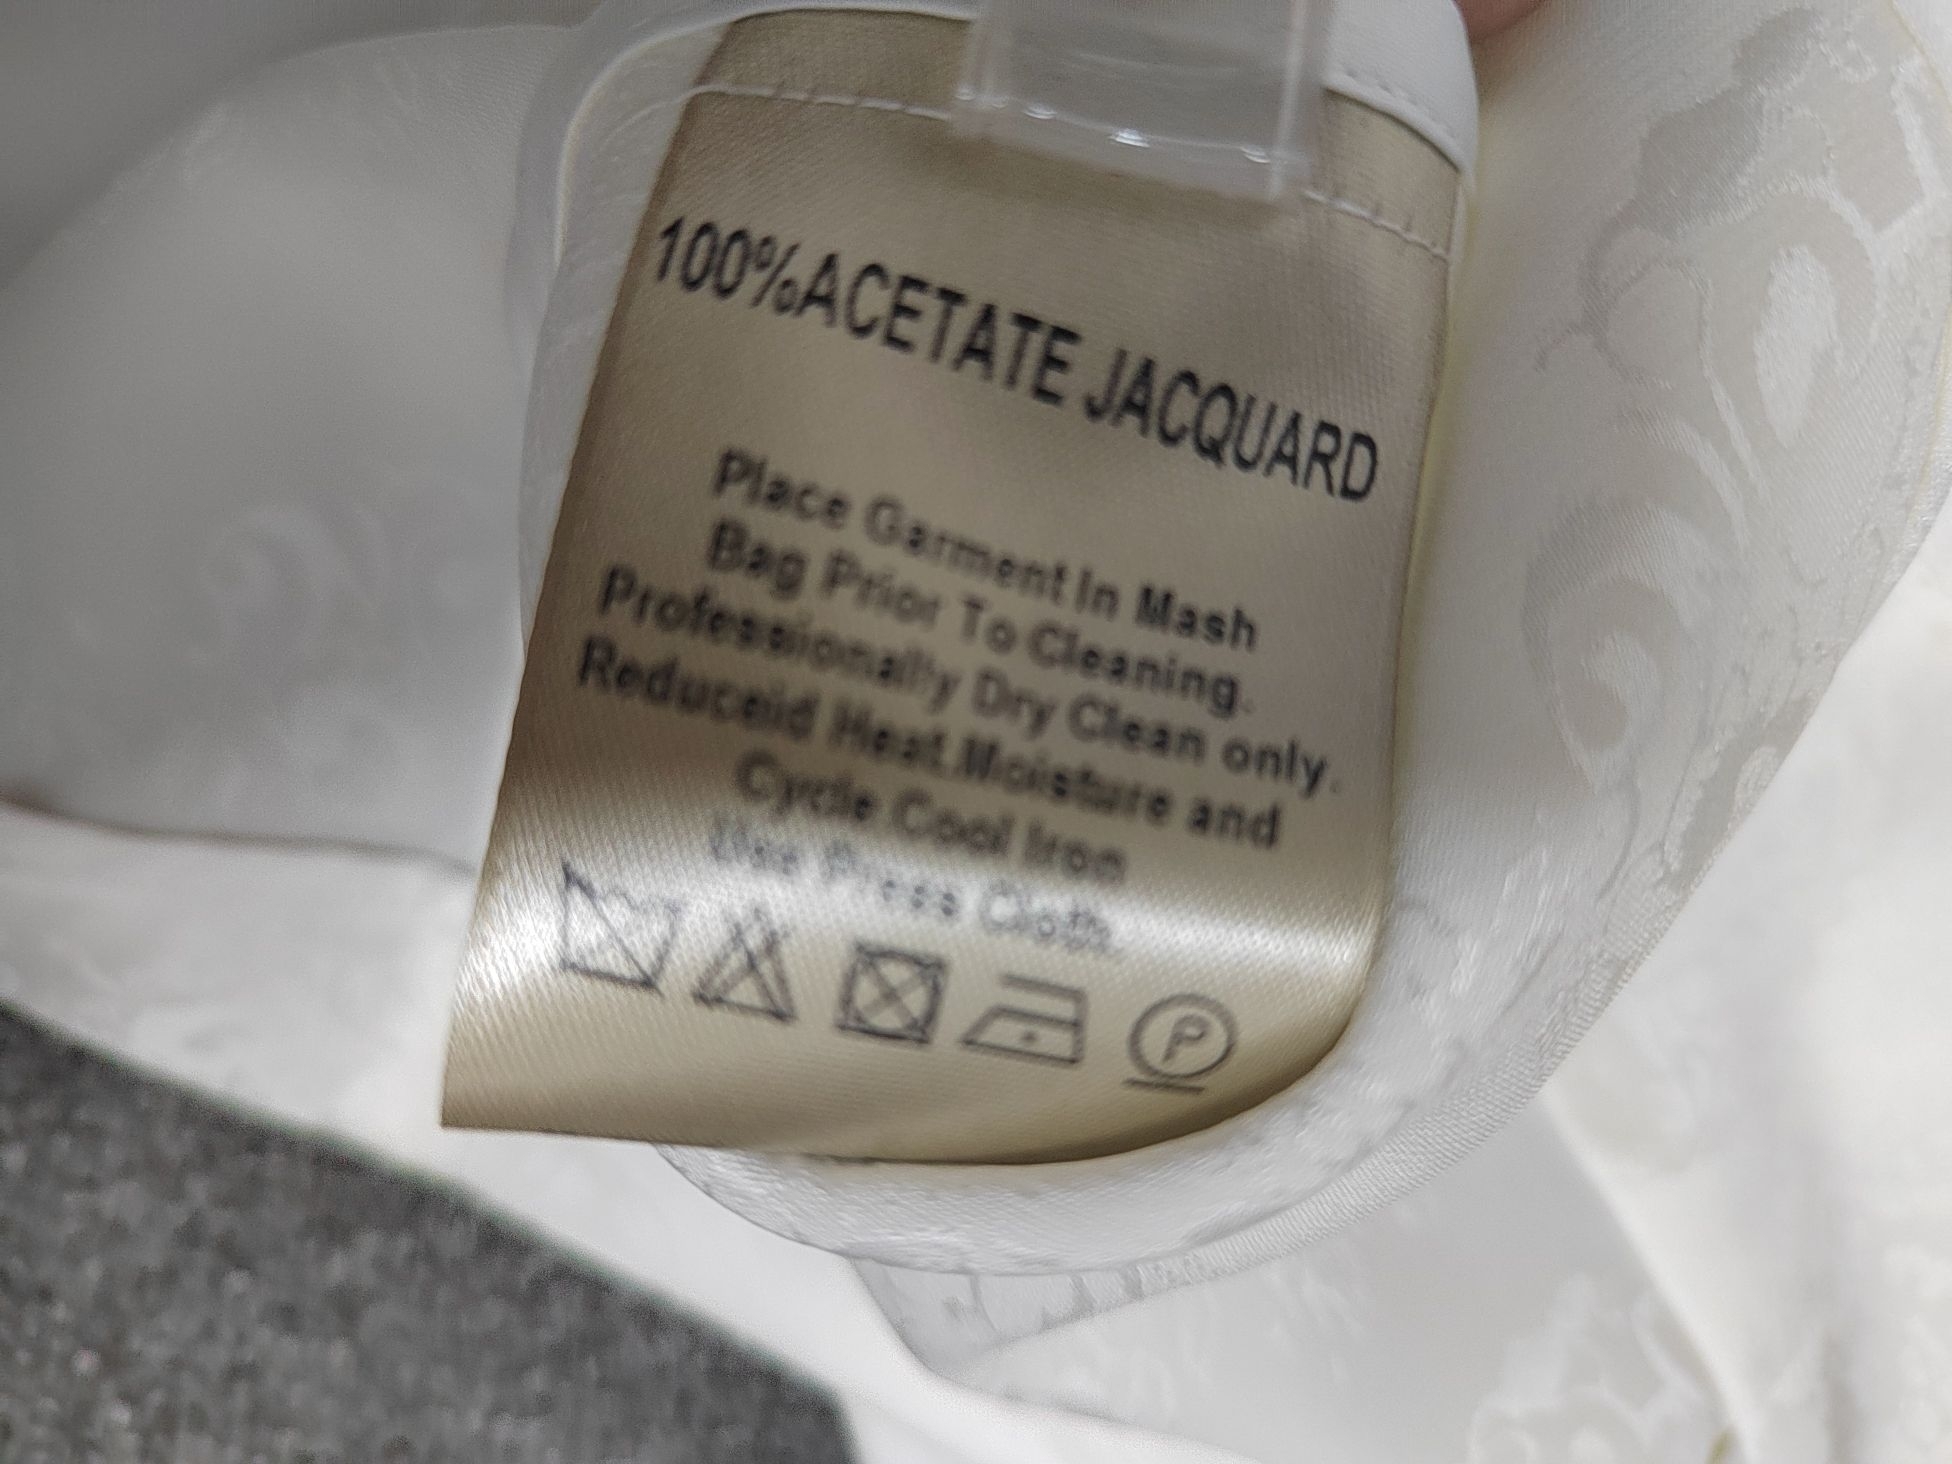 100%ACETATE JACQUARD
Place Garment In Mash
Bag Prior To Cleaning.
Professionally Dry Clean only.
Reducaid Heat.Moisture and
Cycle.Cool Iron
Use Press Cloth.
P